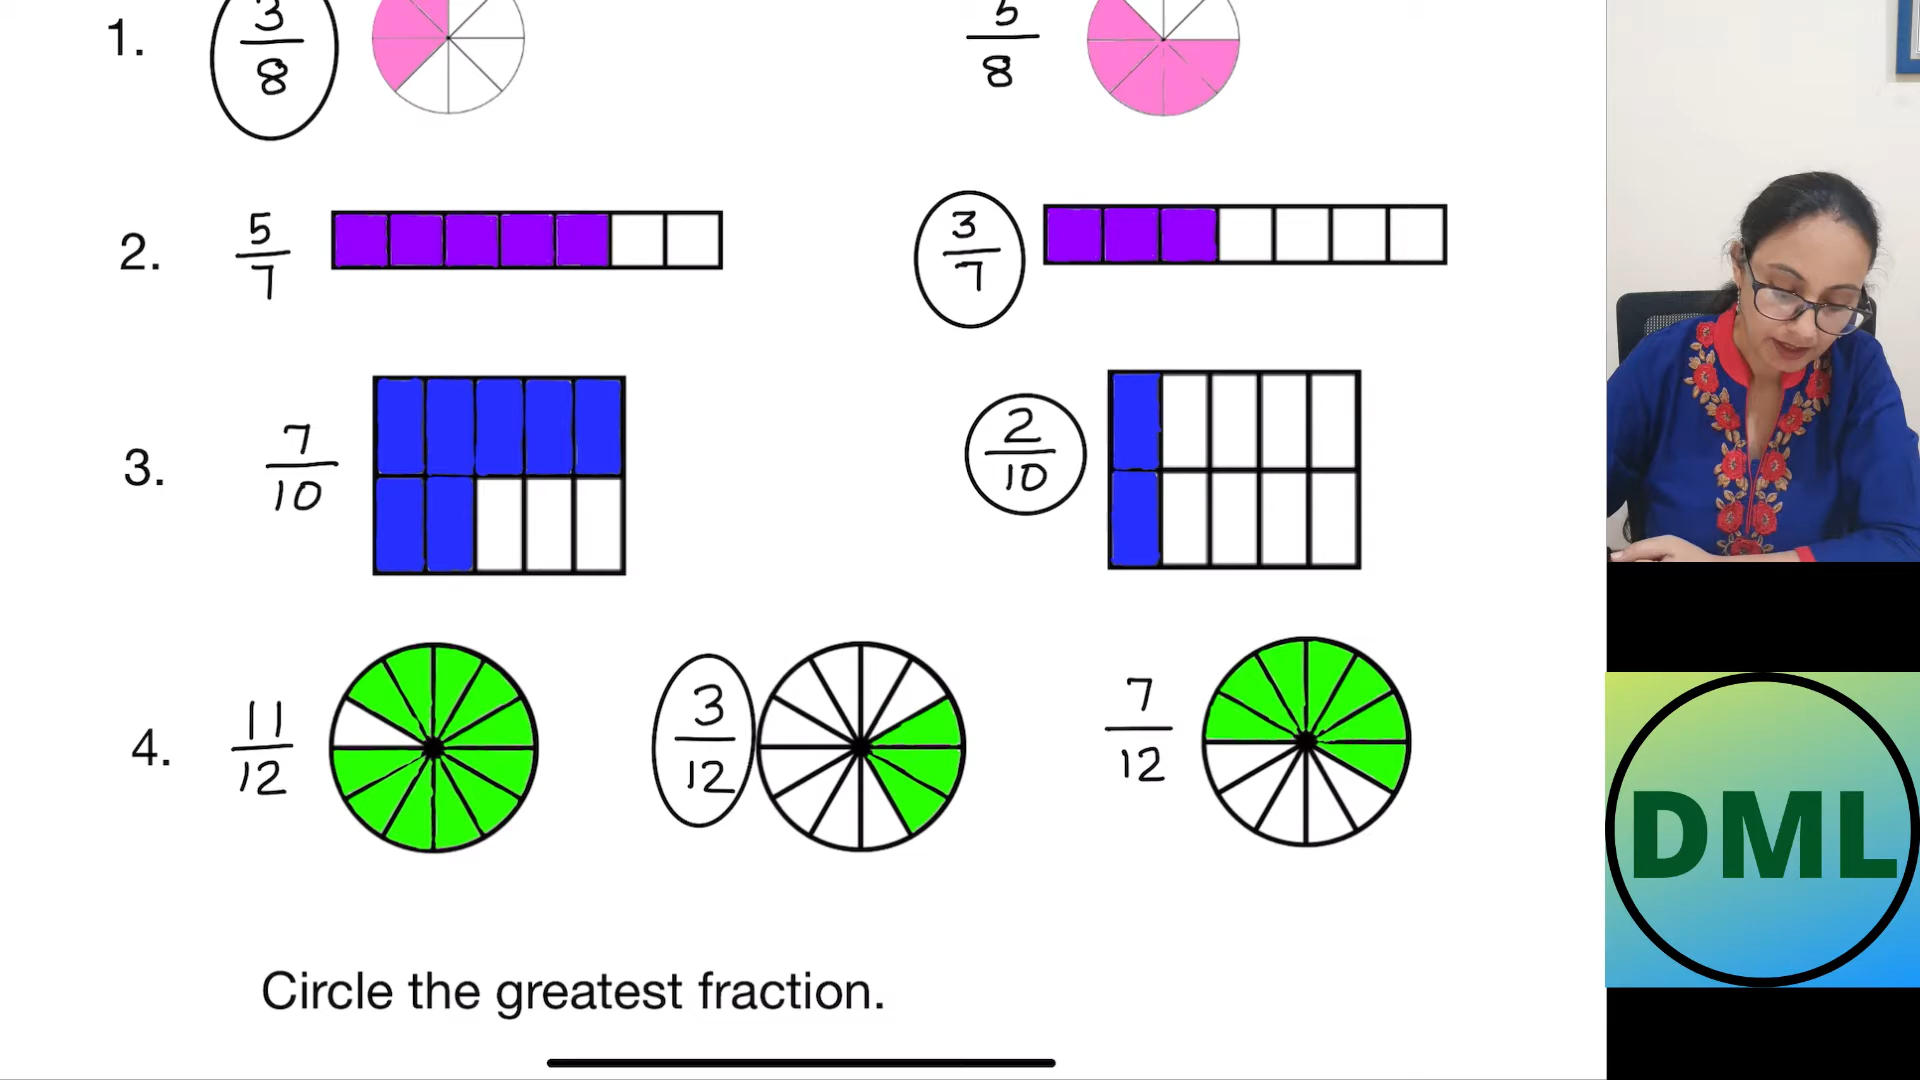 1. 3/8 5/8
2. 5/7 3/7
3. 7/10 2/10
4. 11/12 3/12 7/12
Circle the greatest fraction.
DML